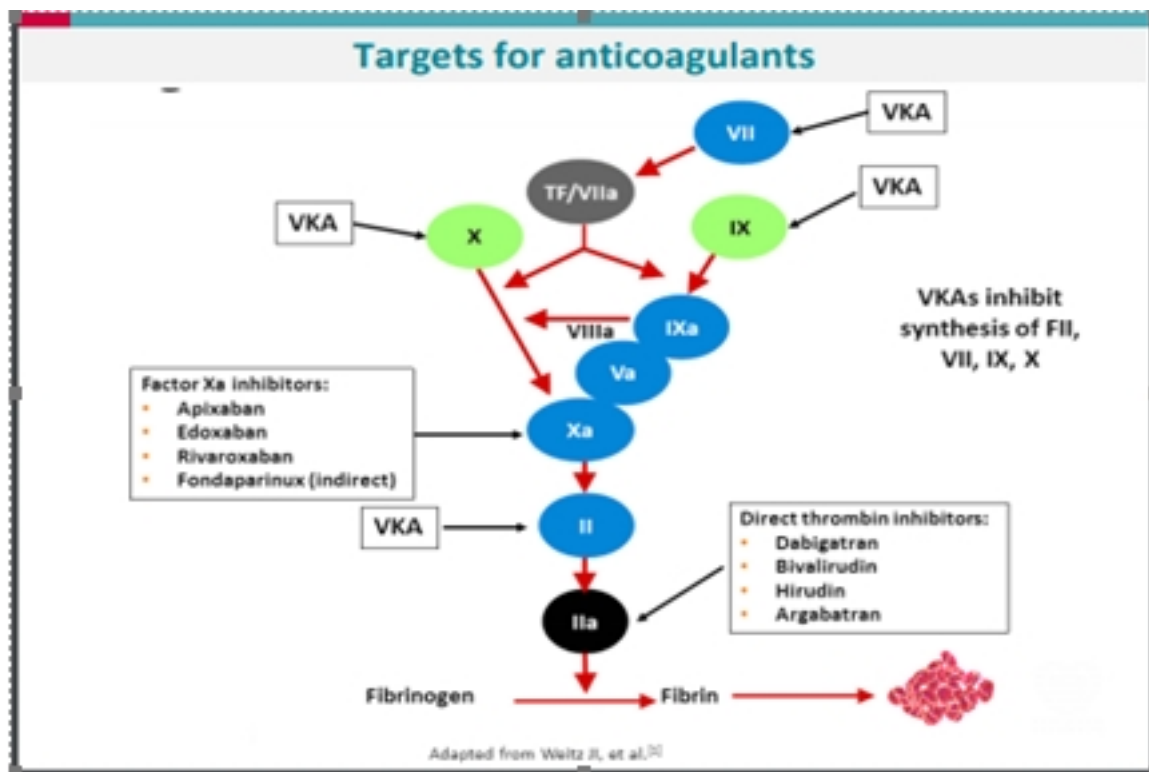 Targets for anticoagulants
VKA
VII
TF/VIIa
VKA
VKA
X
IX
VKAs inhibit
synthesis of FII,
VII, IX, X
VIIIa
IXa
Va
Factor Xa inhibitors:
• Apixaban
• Edoxaban
• Rivaroxaban
• Fondaparinux (indirect)
Xa
VKA
II
Direct thrombin inhibitors:
• Dabigatran
• Bivalirudin
• Hirudin
• Argabatran
IIa
Fibrinogen
Fibrin
Adapted from Weitz JI, et al.[1]